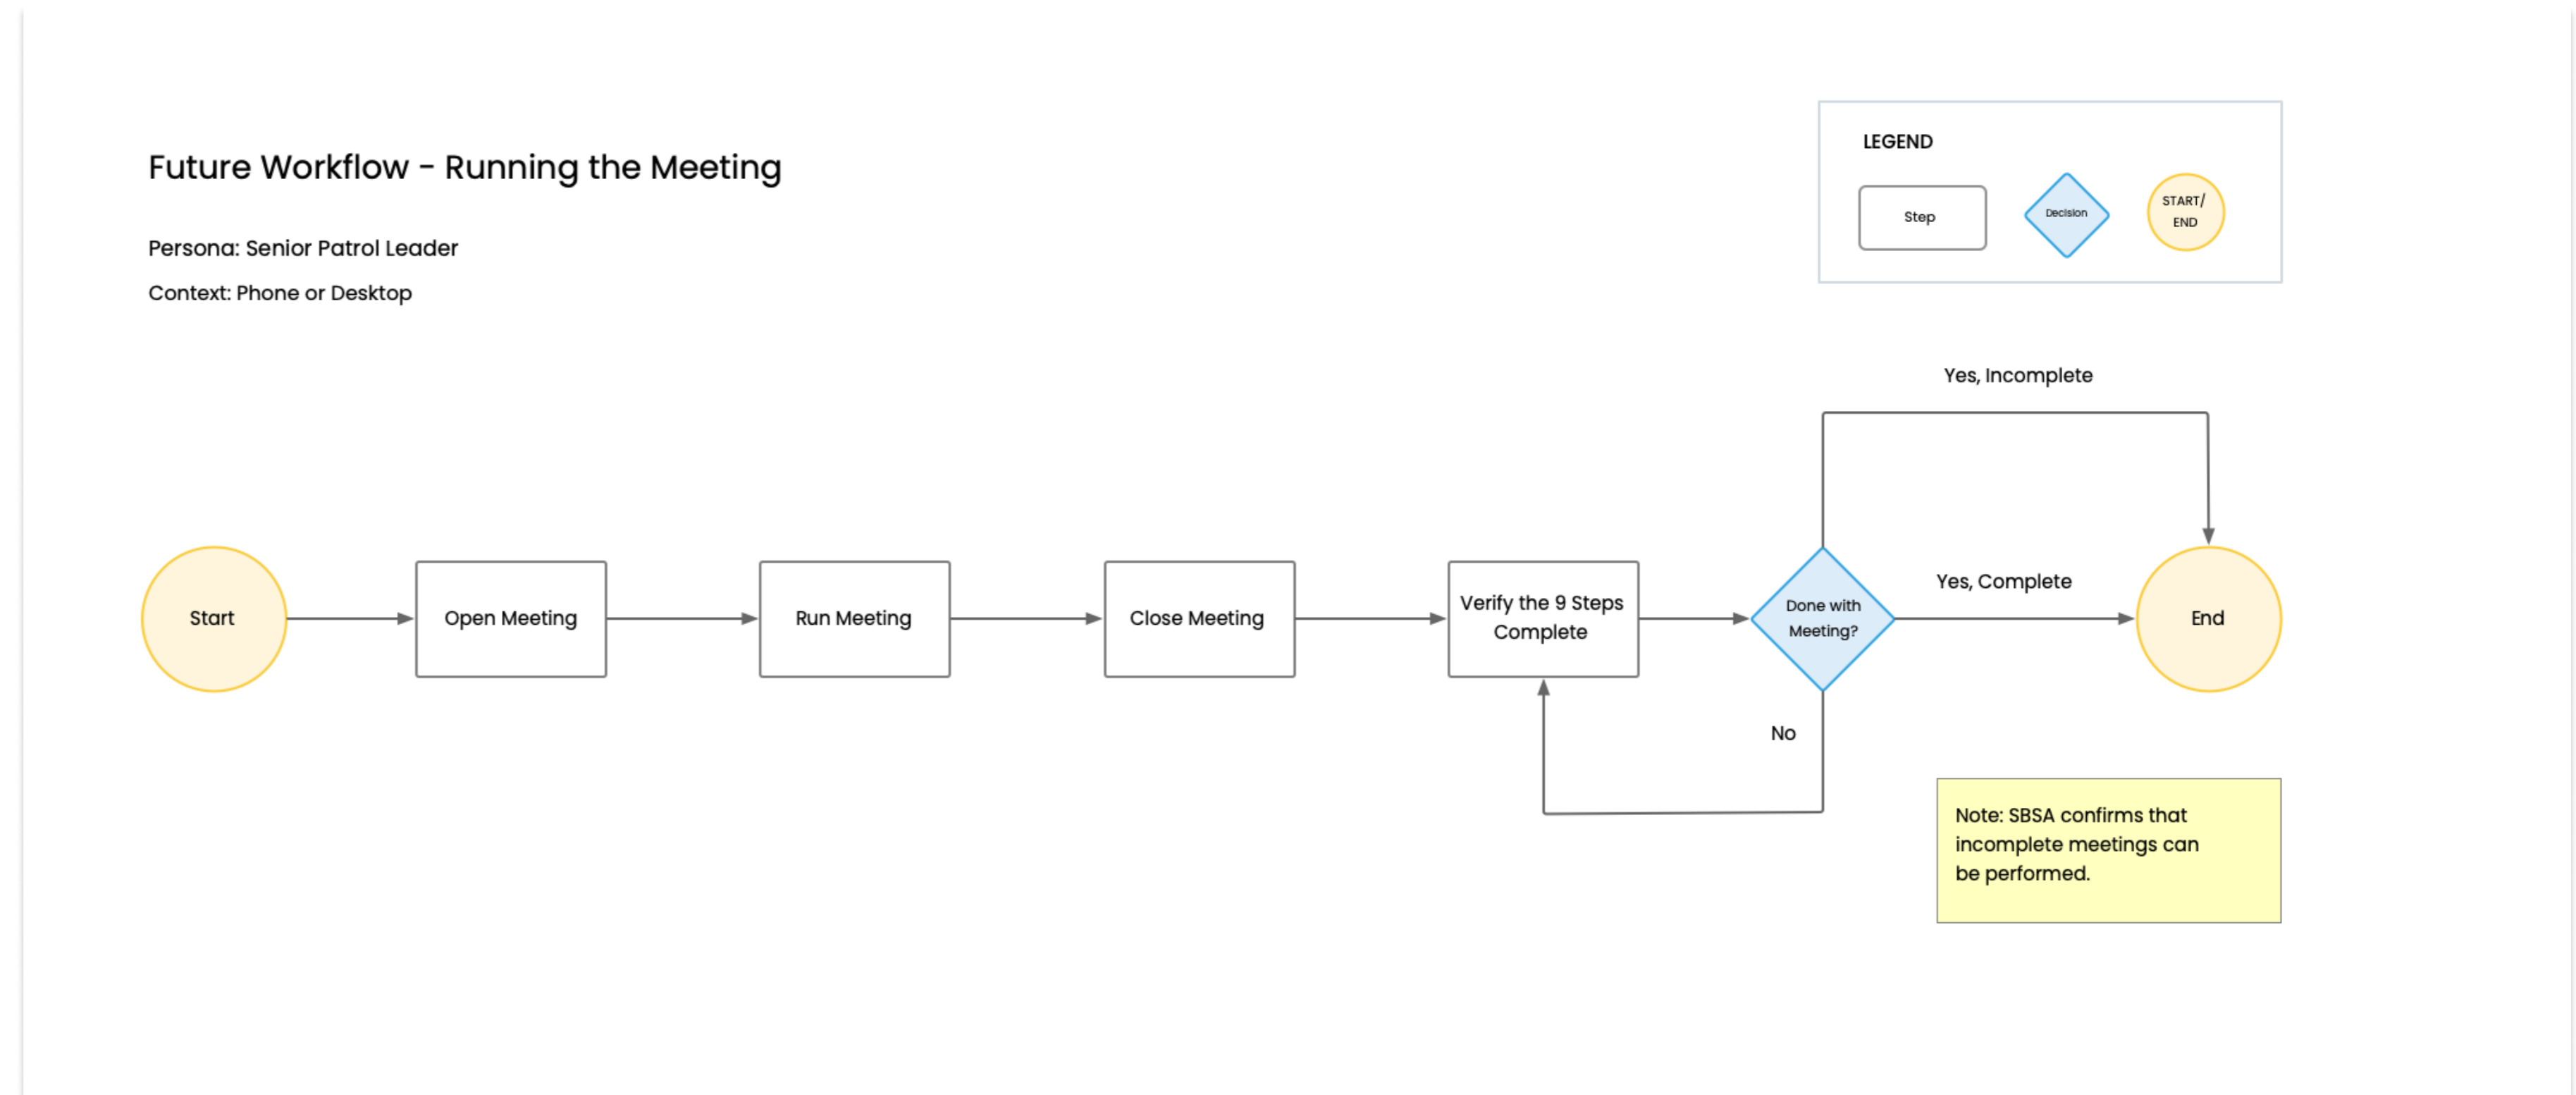 Future Workflow - Running the Meeting
Persona: Senior Patrol Leader
Context: Phone or Desktop
LEGEND
Step
Decision
START/
END
Yes, Incomplete
Start
Open Meeting
Run Meeting
Close Meeting
Verify the 9 Steps
Complete
Done with
Meeting?
Yes, Complete
End
No
Note: SBSA confirms that
incomplete meetings can
be performed.